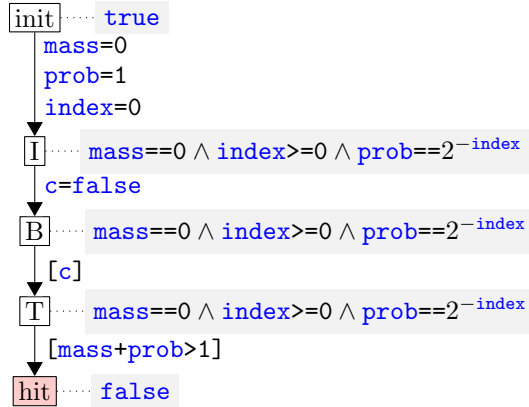 init true
mass=0
prob=1
index=0
I mass==0 ∧ index>=0 ∧ prob==2^{-index}
c=false
B mass==0 ∧ index>=0 ∧ prob==2^{-index}
[c]
T mass==0 ∧ index>=0 ∧ prob==2^{-index}
[mass+prob>1]
hit false